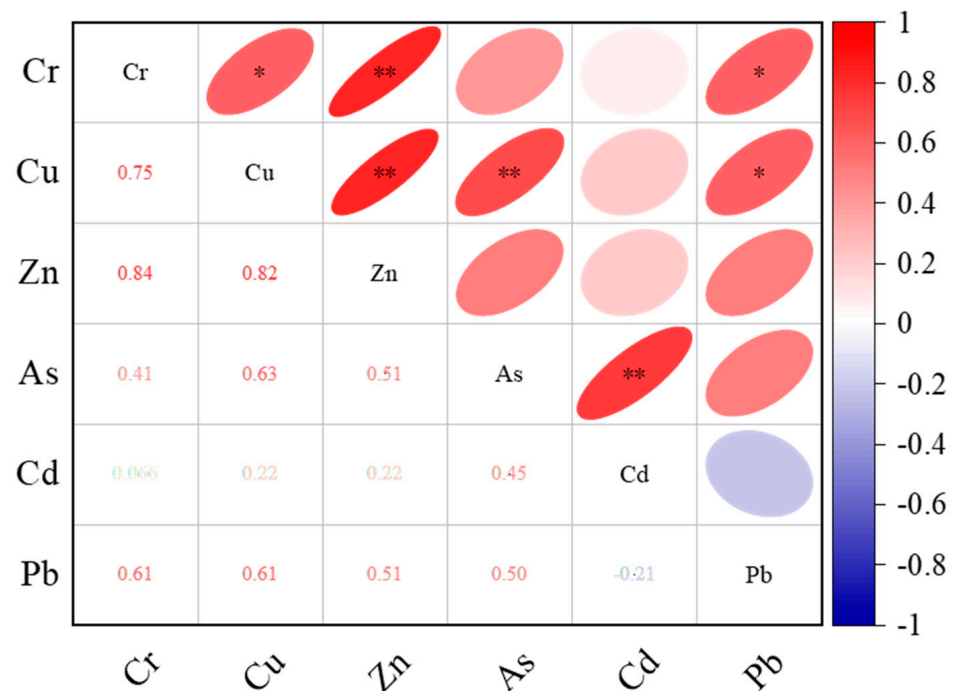 Cr Cr * ** * 1
0.8
Cu 0.75 Cu ** ** * 0.6
0.4
Zn 0.84 0.82 Zn 0.2
0
As 0.41 0.63 0.51 As ** -0.2
-0.4
Cd 0.066 0.22 0.22 0.45 Cd -0.6
-0.8
Pb 0.61 0.61 0.51 0.50 -0.21 Pb -1
Cr Cu Zn As Cd Pb